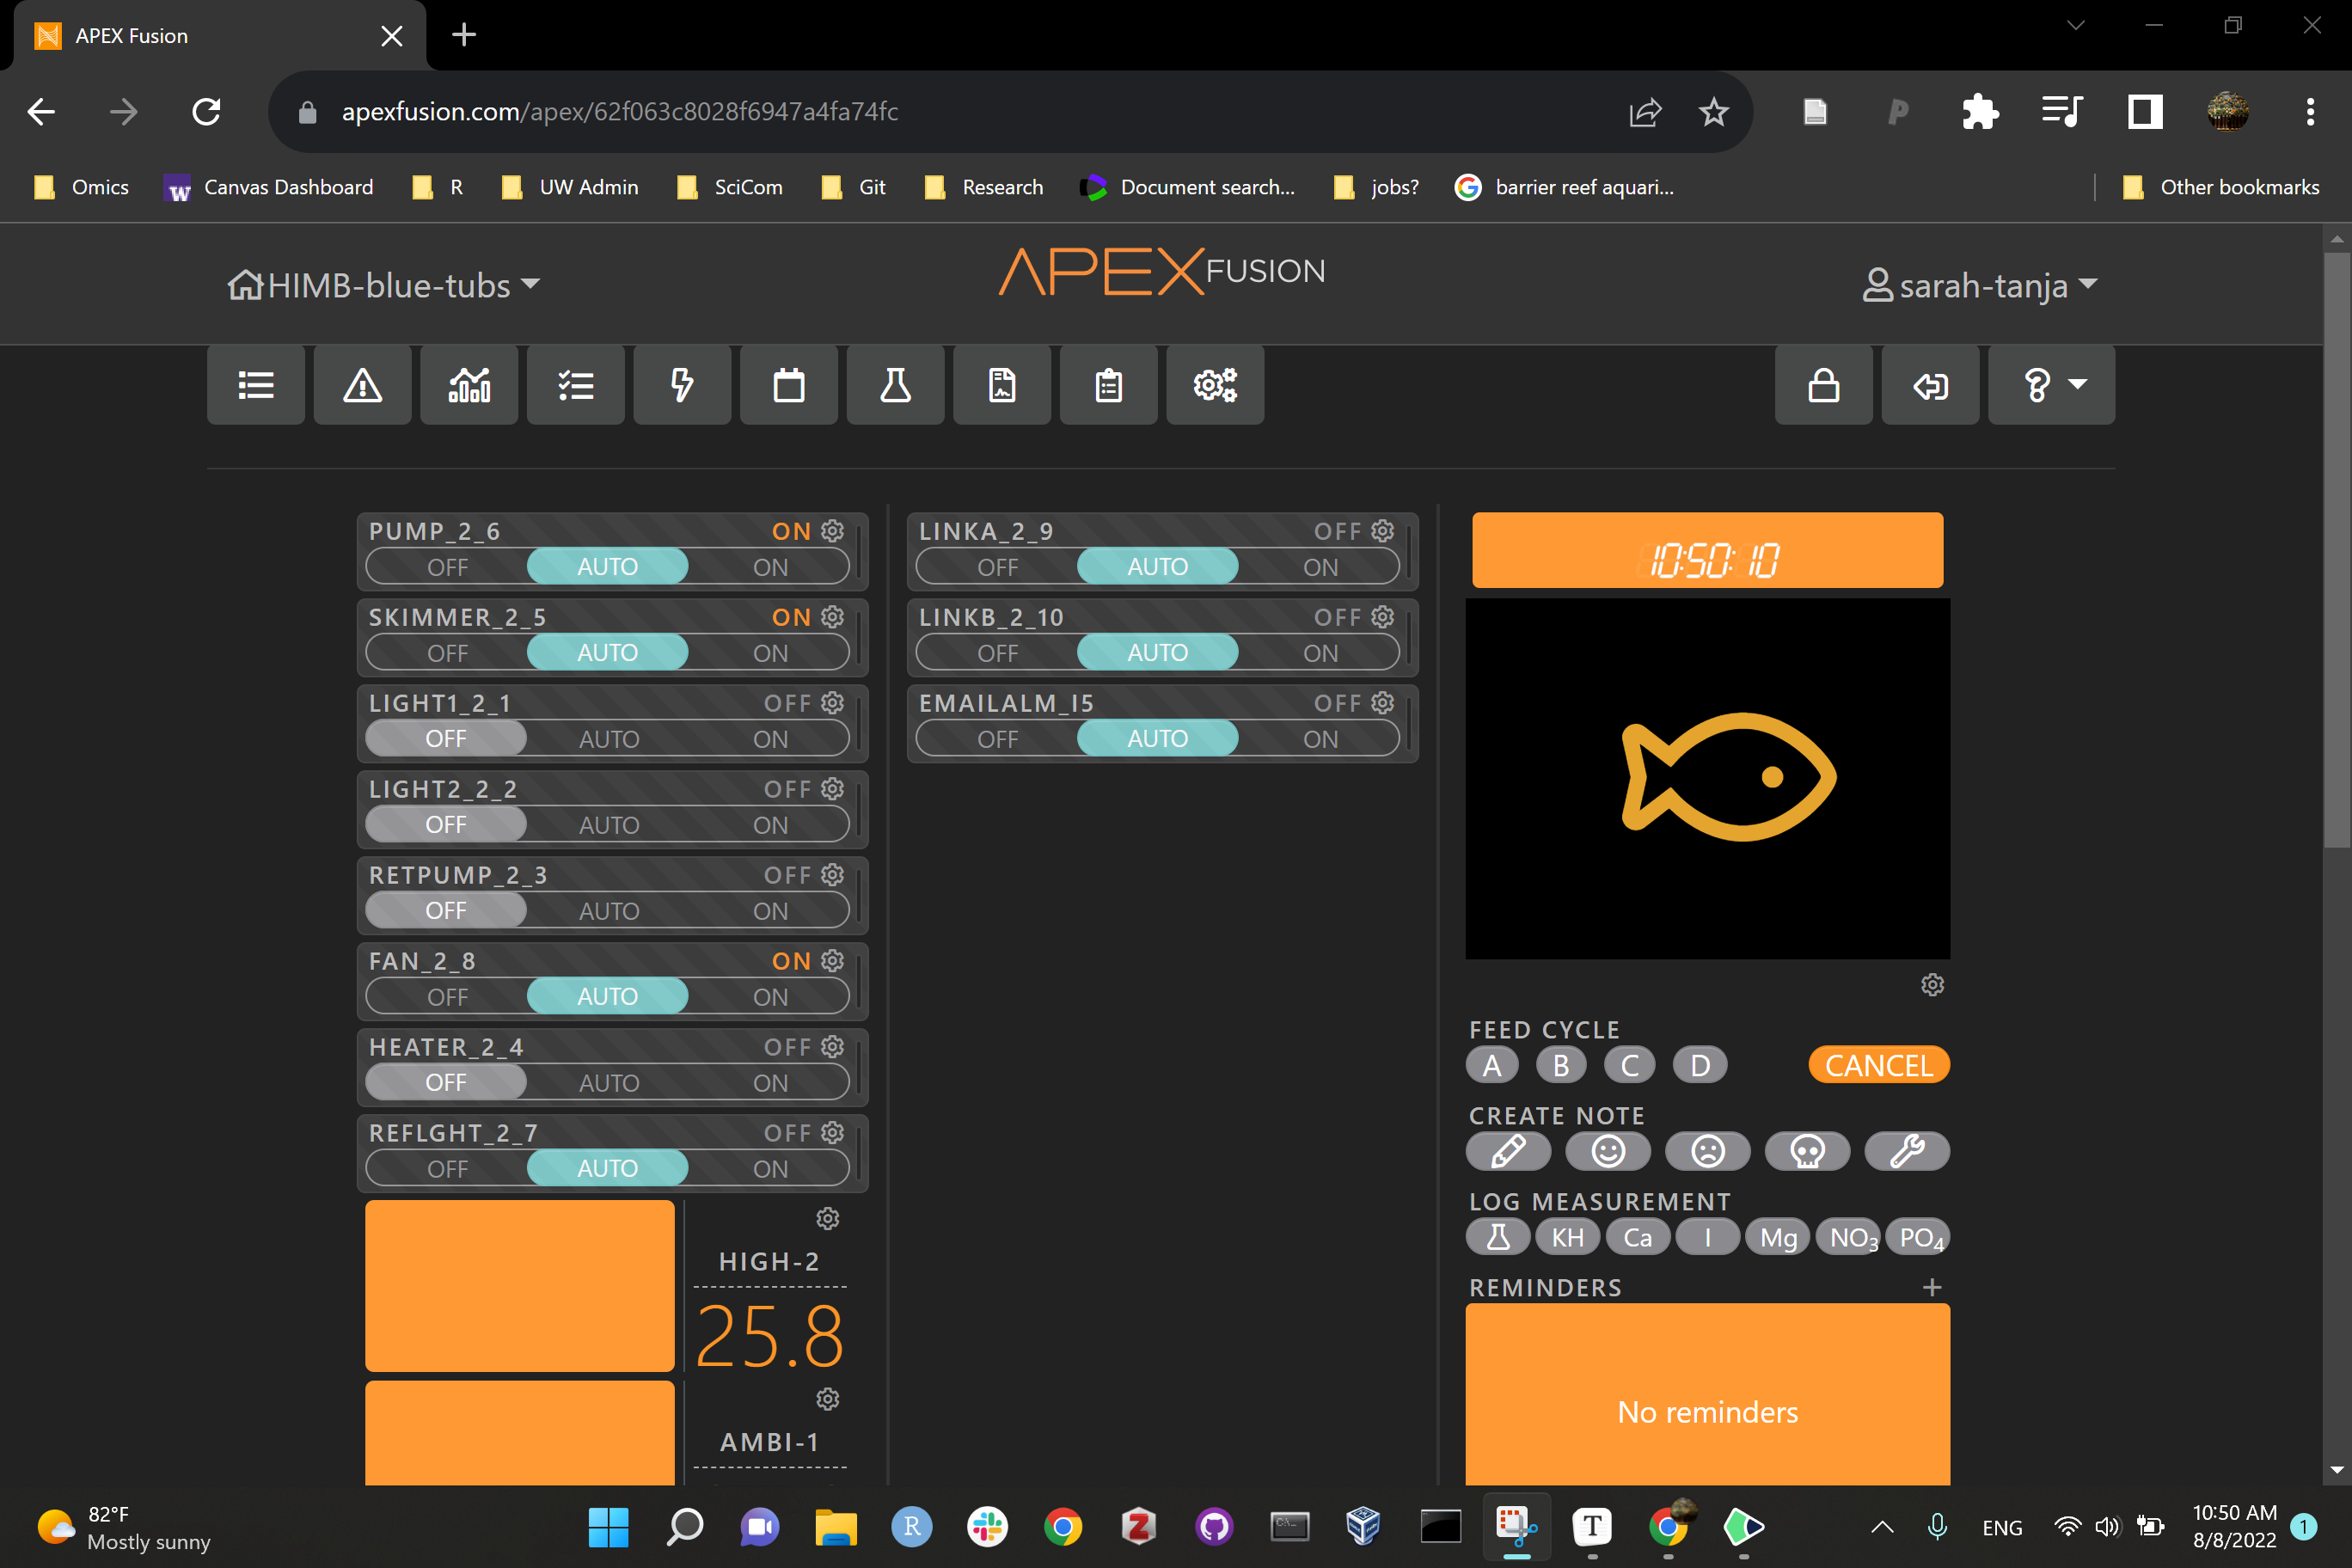 APEX Fusion
apexfusion.com/apex/62f063c8028f6947a4fa74fc
Omics
Canvas Dashboard
R
UW Admin
SciCom
Git
Research
Document search...
jobs?
barrier reef aquari...
Other bookmarks
HIMB-blue-tubs
APEX FUSION
sarah-tanja
PUMP_2_6 ON
OFF AUTO ON
SKIMMER_2_5 ON
OFF AUTO ON
LIGHT1_2_1 OFF
OFF AUTO ON
LIGHT2_2_2 OFF
OFF AUTO ON
RETPUMP_2_3 OFF
OFF AUTO ON
FAN_2_8 ON
OFF AUTO ON
HEATER_2_4 OFF
OFF AUTO ON
REFLGHT_2_7 OFF
OFF AUTO ON
HIGH-2
25.8
AMBI-1
LINKA_2_9 OFF
OFF AUTO ON
LINKB_2_10 OFF
OFF AUTO ON
EMAILALM_I5 OFF
OFF AUTO ON
10:50:10
FEED CYCLE
A B C D CANCEL
CREATE NOTE
LOG MEASUREMENT
KH Ca I Mg NO3 PO4
REMINDERS +
No reminders
82°F
Mostly sunny
ENG
10:50 AM
8/8/2022
1